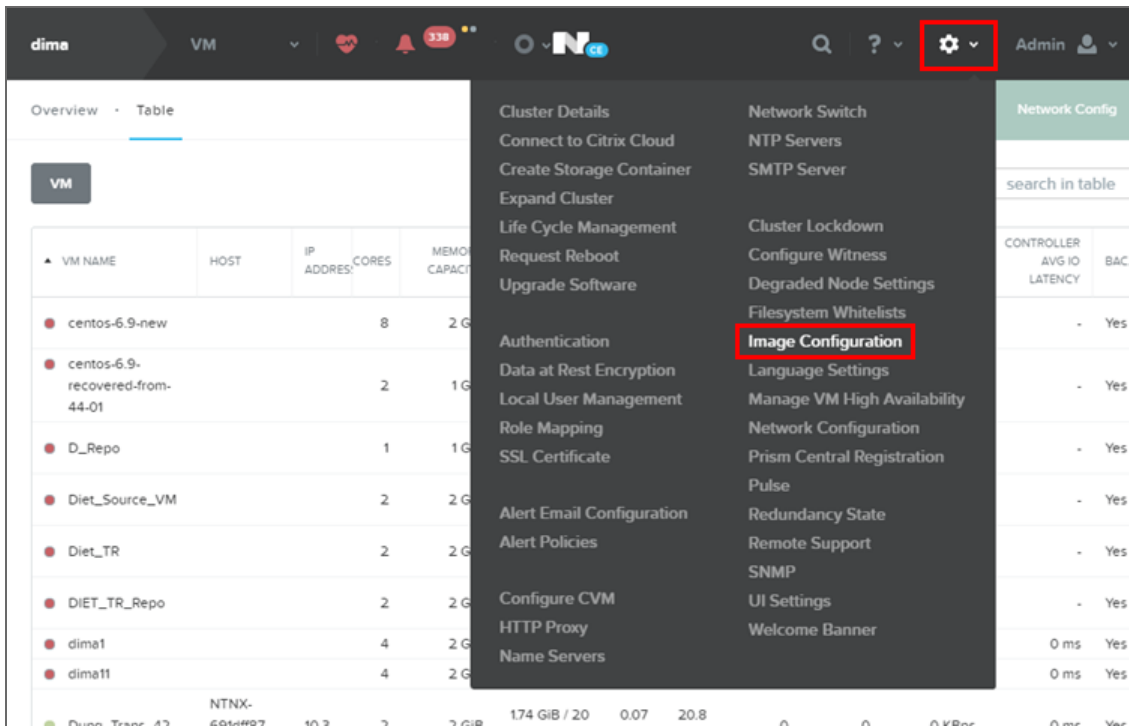 dima
VM
338
N CE
?
Admin
Overview · Table
Network Config
VM
search in table
VM NAME
HOST
IP ADDRES
CORES
MEMO
CAPACI
CONTROLLER AVG IO LATENCY
BAC
centos-6.9-new 8 2 G - Yes
centos-6.9-
recovered-from-
44-01
2 1 G - Yes
D_Repo 1 1 G - Yes
Diet_Source_VM 2 2 G - Yes
Diet_TR 2 2 G - Yes
DIET_TR_Repo 2 2 G - Yes
dima1 4 2 G 0 ms Yes
dima11 4 2 G 0 ms Yes
NTNX-
10.3 2 2 GiB 1.74 GiB / 20 0.07 20.8 0 0 0 KBps 0 ms Yes
Cluster Details
Connect to Citrix Cloud
Create Storage Container
Expand Cluster
Life Cycle Management
Request Reboot
Upgrade Software
Authentication
Data at Rest Encryption
Local User Management
Role Mapping
SSL Certificate
Alert Email Configuration
Alert Policies
Configure CVM
HTTP Proxy
Name Servers
Network Switch
NTP Servers
SMTP Server
Cluster Lockdown
Configure Witness
Degraded Node Settings
Filesystem Whitelists
Image Configuration
Language Settings
Manage VM High Availability
Network Configuration
Prism Central Registration
Pulse
Redundancy State
Remote Support
SNMP
UI Settings
Welcome Banner